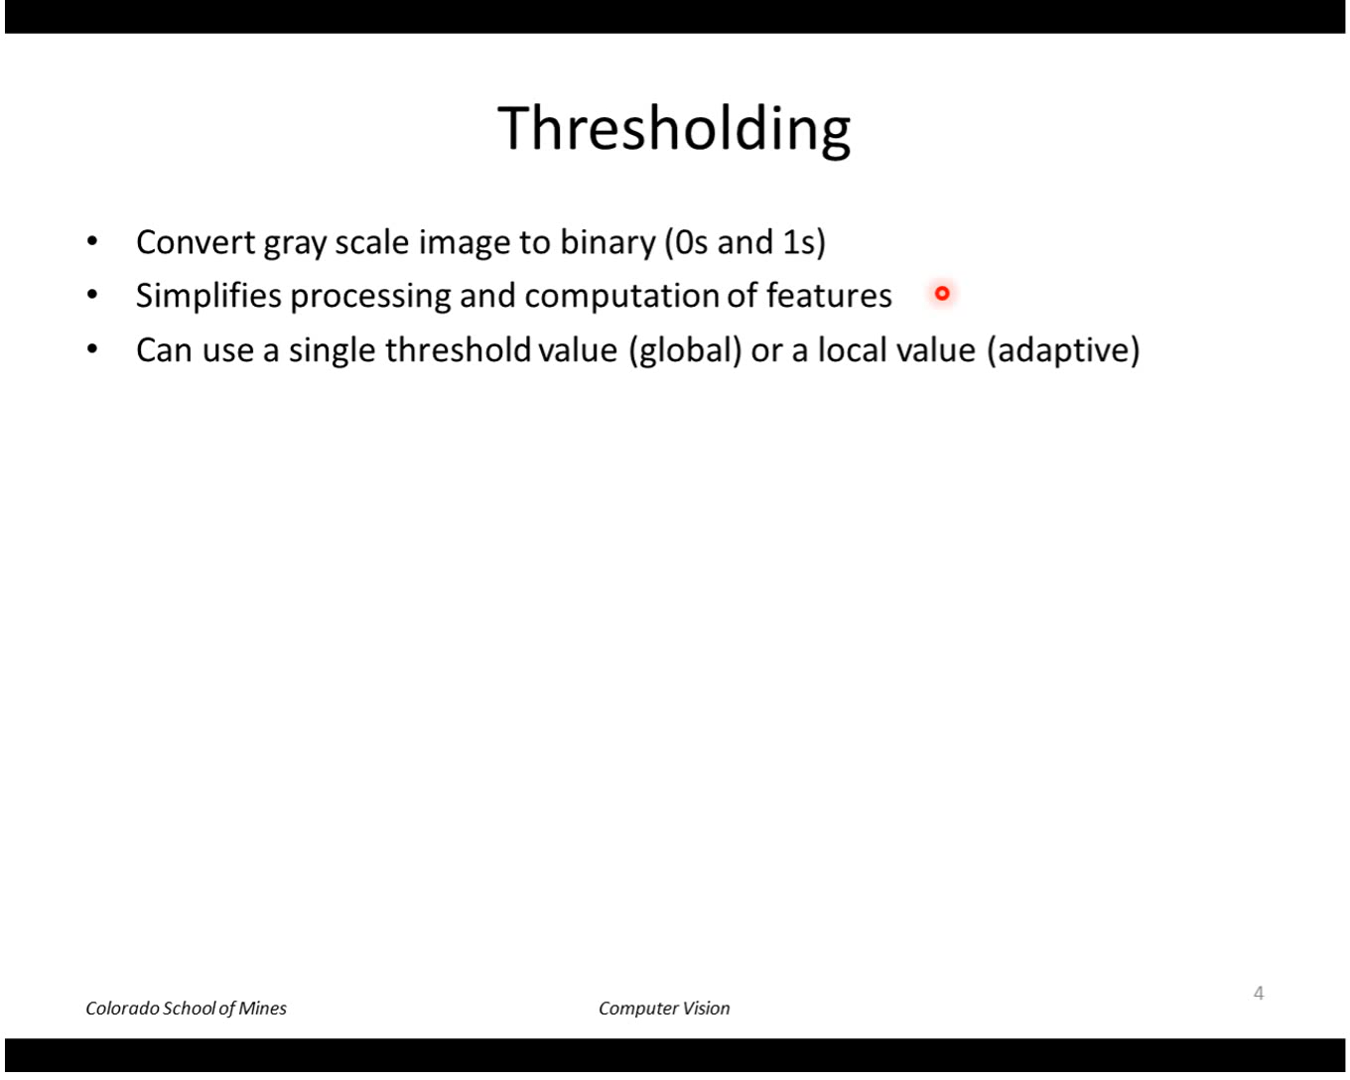 Thresholding
• Convert gray scale image to binary (0s and 1s)
• Simplifies processing and computation of features
• Can use a single threshold value (global) or a local value (adaptive)
4
Colorado School of Mines
Computer Vision